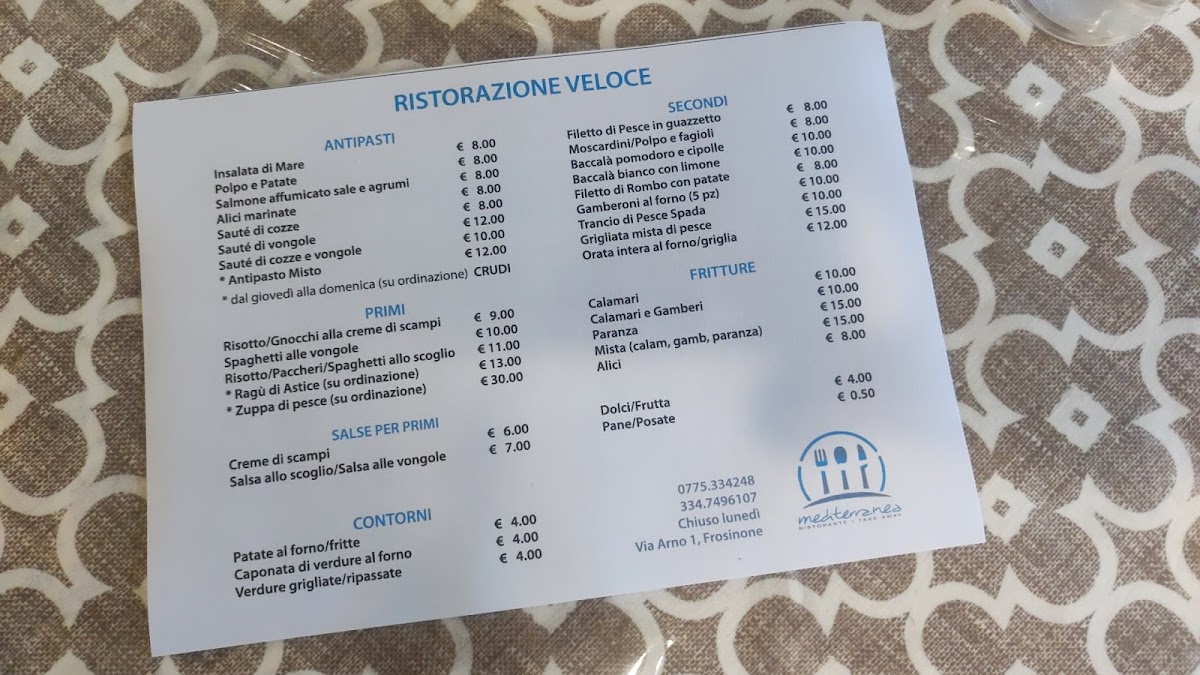 RISTORAZIONE VELOCE
ANTIPASTI
Insalata di Mare € 8.00
Polpo e Patate € 8.00
Salmone affumicato sale e agrumi € 8.00
Alici marinate € 8.00
Sauté di cozze € 8.00
Sauté di vongole € 12.00
Sauté di cozze e vongole € 10.00
* Antipasto Misto € 12.00
* dal giovedì alla domenica (su ordinazione) CRUDI
PRIMI
Risotto/Gnocchi alla creme di scampi € 9.00
Spaghetti alle vongole € 10.00
Risotto/Paccheri/Spaghetti allo scoglio € 11.00
* Ragù di Astice (su ordinazione) € 13.00
* Zuppa di pesce (su ordinazione) € 30.00
SALSE PER PRIMI
Creme di scampi € 6.00
Salsa allo scoglio/Salsa alle vongole € 7.00
CONTORNI
Patate al forno/fritte € 4.00
Caponata di verdure al forno € 4.00
Verdure grigliate/ripassate € 4.00
SECONDI
Filetto di Pesce in guazzetto € 8.00
Moscardini/Polpo e fagioli € 8.00
Baccalà pomodoro e cipolle € 10.00
Baccalà bianco con limone € 10.00
Filetto di Rombo con patate € 8.00
Gamberoni al forno (5 pz) € 10.00
Trancio di Pesce Spada € 10.00
Grigliata mista di pesce € 15.00
Orata intera al forno/griglia € 12.00
FRITTURE
Calamari € 10.00
Calamari e Gamberi € 10.00
Paranza € 15.00
Mista (calam, gamb, paranza) € 15.00
Alici € 8.00
Dolci/Frutta € 4.00
Pane/Posate € 0.50
0775.334248
334.7496107
Chiuso lunedì
Via Arno 1, Frosinone
mediterranea
RISTORANTE • TAKE AWAY